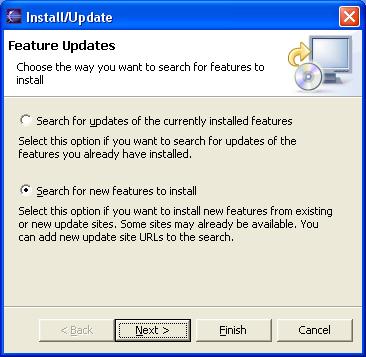 Install/Update
Feature Updates
Choose the way you want to search for features to
install
Search for updates of the currently installed features
Select this option if you want to search for updates of the
features you already have installed.
Search for new features to install
Select this option if you want to install new features from existing
or new update sites. Some sites may already be available. You
can add new update site URLs to the search.
< Back Next > Finish Cancel